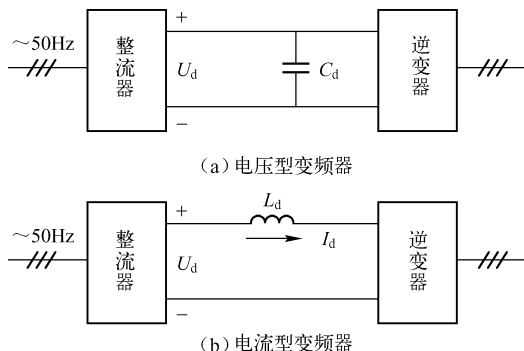 ~50Hz
整流器
+
U_d
−
C_d
逆变器
(a) 电压型变频器
~50Hz
整流器
+
U_d
−
L_d
I_d
逆变器
(b) 电流型变频器